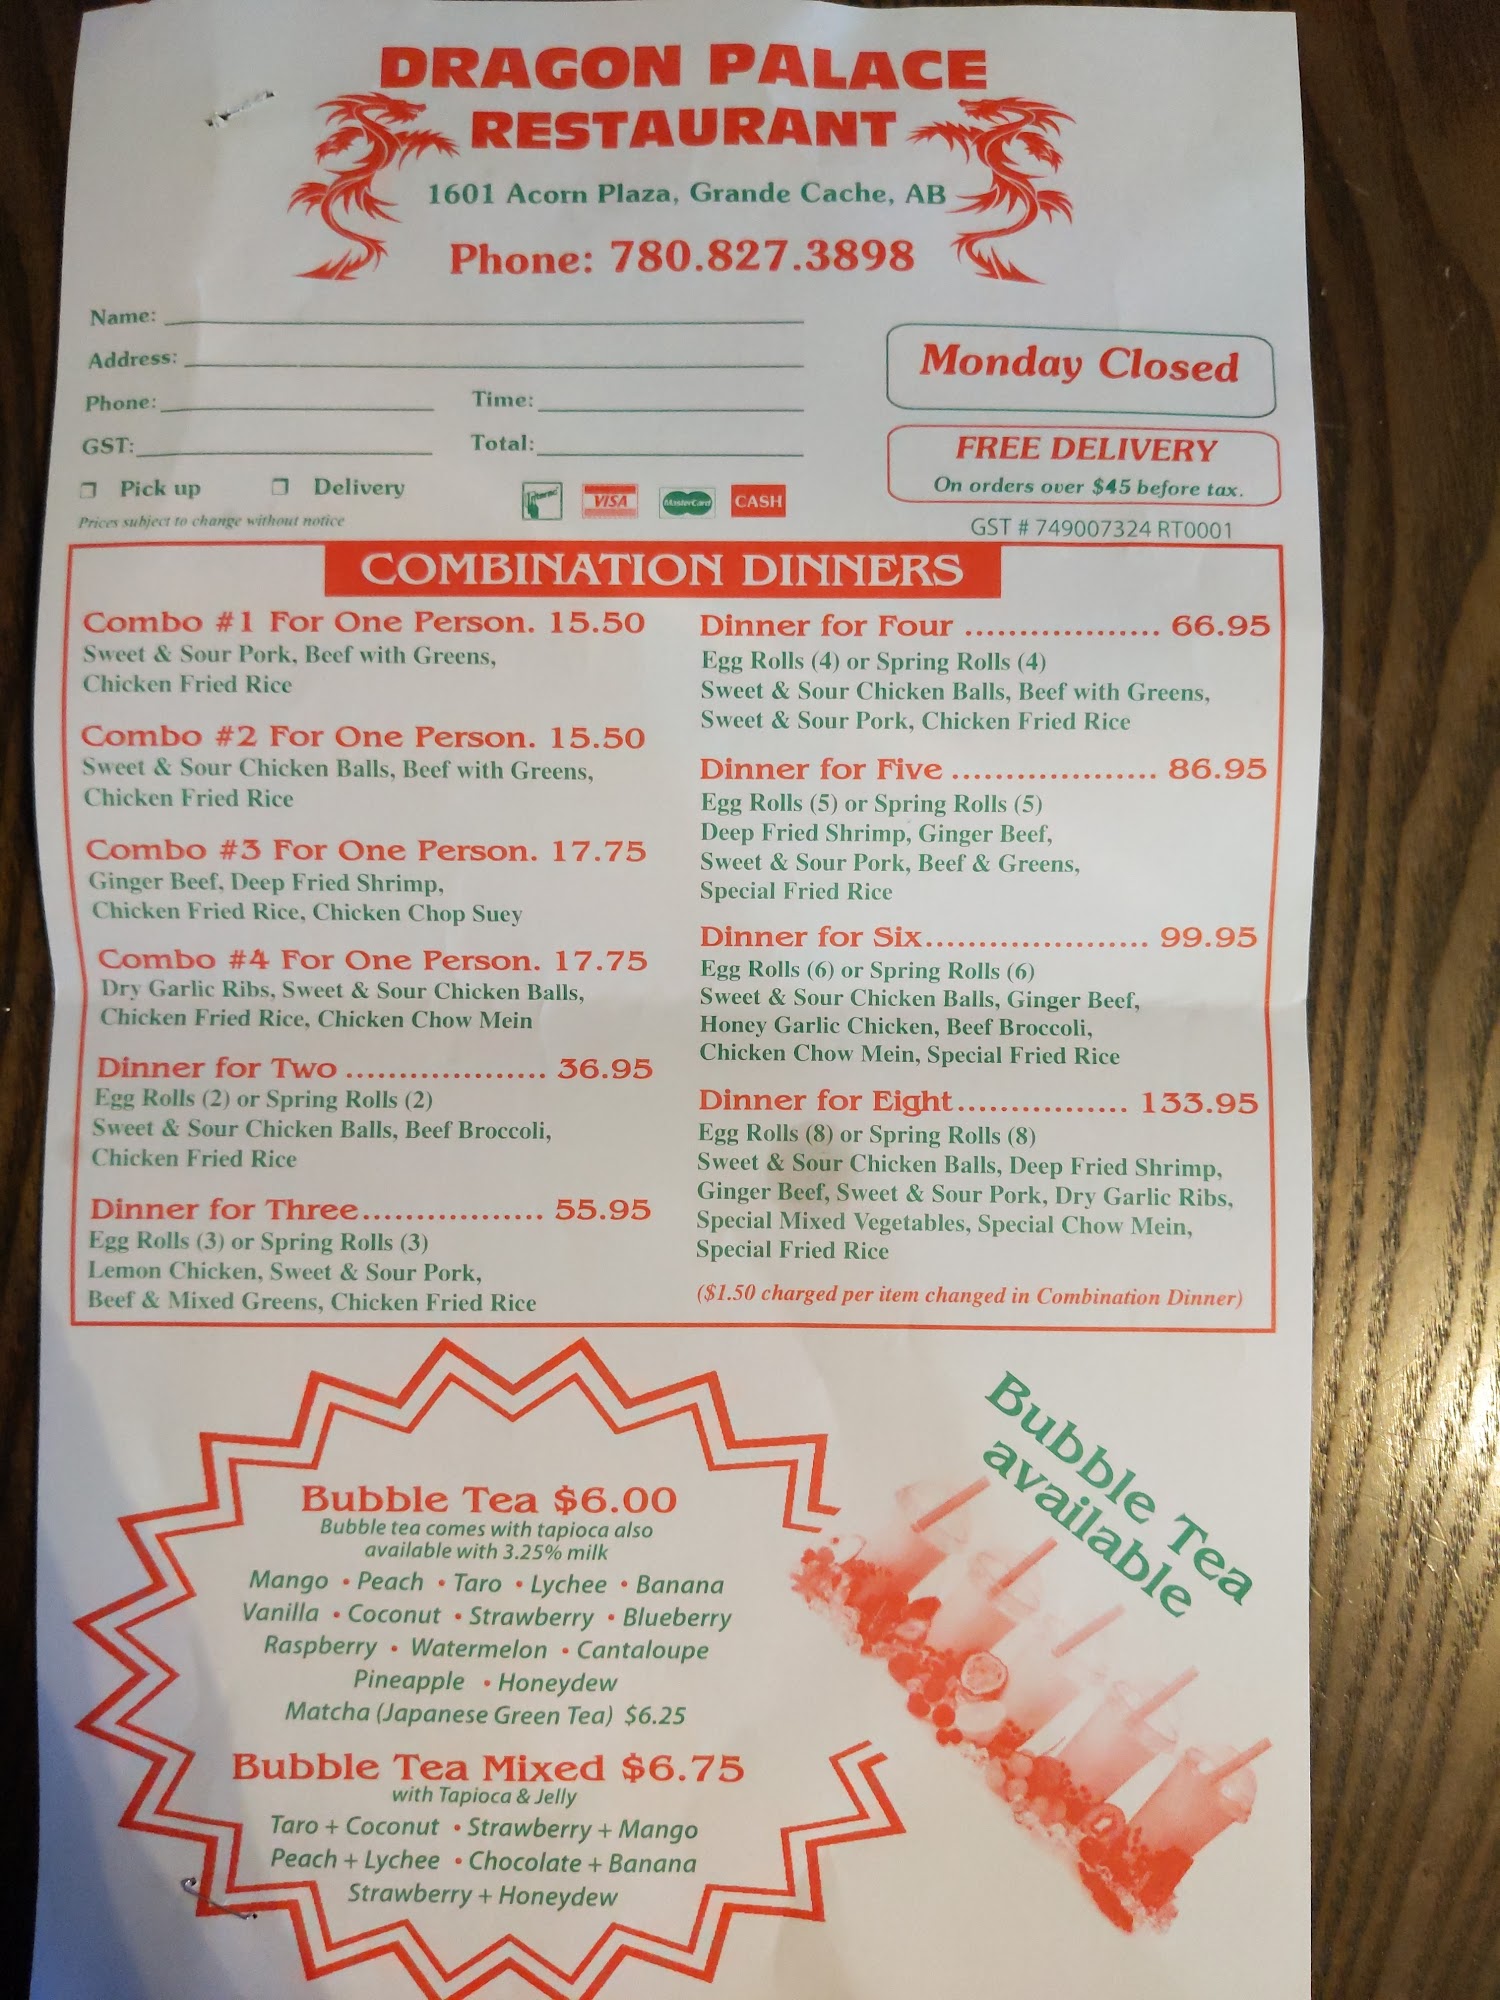 DRAGON PALACE
RESTAURANT
1601 Acorn Plaza, Grande Cache, AB
Phone: 780.827.3898
Name:
Address:
Phone: Time:
GST: Total:
Pick up Delivery
Prices subject to change without notice
VISA
MasterCard
CASH
Monday Closed
FREE DELIVERY
On orders over $45 before tax.
GST # 749007324 RT0001
COMBINATION DINNERS
Combo #1 For One Person. 15.50
Sweet & Sour Pork, Beef with Greens,
Chicken Fried Rice
Combo #2 For One Person. 15.50
Sweet & Sour Chicken Balls, Beef with Greens,
Chicken Fried Rice
Combo #3 For One Person. 17.75
Ginger Beef, Deep Fried Shrimp,
Chicken Fried Rice, Chicken Chop Suey
Combo #4 For One Person. 17.75
Dry Garlic Ribs, Sweet & Sour Chicken Balls,
Chicken Fried Rice, Chicken Chow Mein
Dinner for Two ................... 36.95
Egg Rolls (2) or Spring Rolls (2)
Sweet & Sour Chicken Balls, Beef Broccoli,
Chicken Fried Rice
Dinner for Three................. 55.95
Egg Rolls (3) or Spring Rolls (3)
Lemon Chicken, Sweet & Sour Pork,
Beef & Mixed Greens, Chicken Fried Rice
Dinner for Four .................. 66.95
Egg Rolls (4) or Spring Rolls (4)
Sweet & Sour Chicken Balls, Beef with Greens,
Sweet & Sour Pork, Chicken Fried Rice
Dinner for Five ................... 86.95
Egg Rolls (5) or Spring Rolls (5)
Deep Fried Shrimp, Ginger Beef,
Sweet & Sour Pork, Beef & Greens,
Special Fried Rice
Dinner for Six..................... 99.95
Egg Rolls (6) or Spring Rolls (6)
Sweet & Sour Chicken Balls, Ginger Beef,
Honey Garlic Chicken, Beef Broccoli,
Chicken Chow Mein, Special Fried Rice
Dinner for Eight................ 133.95
Egg Rolls (8) or Spring Rolls (8)
Sweet & Sour Chicken Balls, Deep Fried Shrimp,
Ginger Beef, Sweet & Sour Pork, Dry Garlic Ribs,
Special Mixed Vegetables, Special Chow Mein,
Special Fried Rice
($1.50 charged per item changed in Combination Dinner)
Bubble Tea $6.00
Bubble tea comes with tapioca also
available with 3.25% milk
Mango • Peach • Taro • Lychee • Banana
Vanilla • Coconut • Strawberry • Blueberry
Raspberry • Watermelon • Cantaloupe
Pineapple • Honeydew
Matcha (Japanese Green Tea) $6.25
Bubble Tea Mixed $6.75
with Tapioca & Jelly
Taro + Coconut • Strawberry + Mango
Peach + Lychee • Chocolate + Banana
Strawberry + Honeydew
Bubble Tea
available